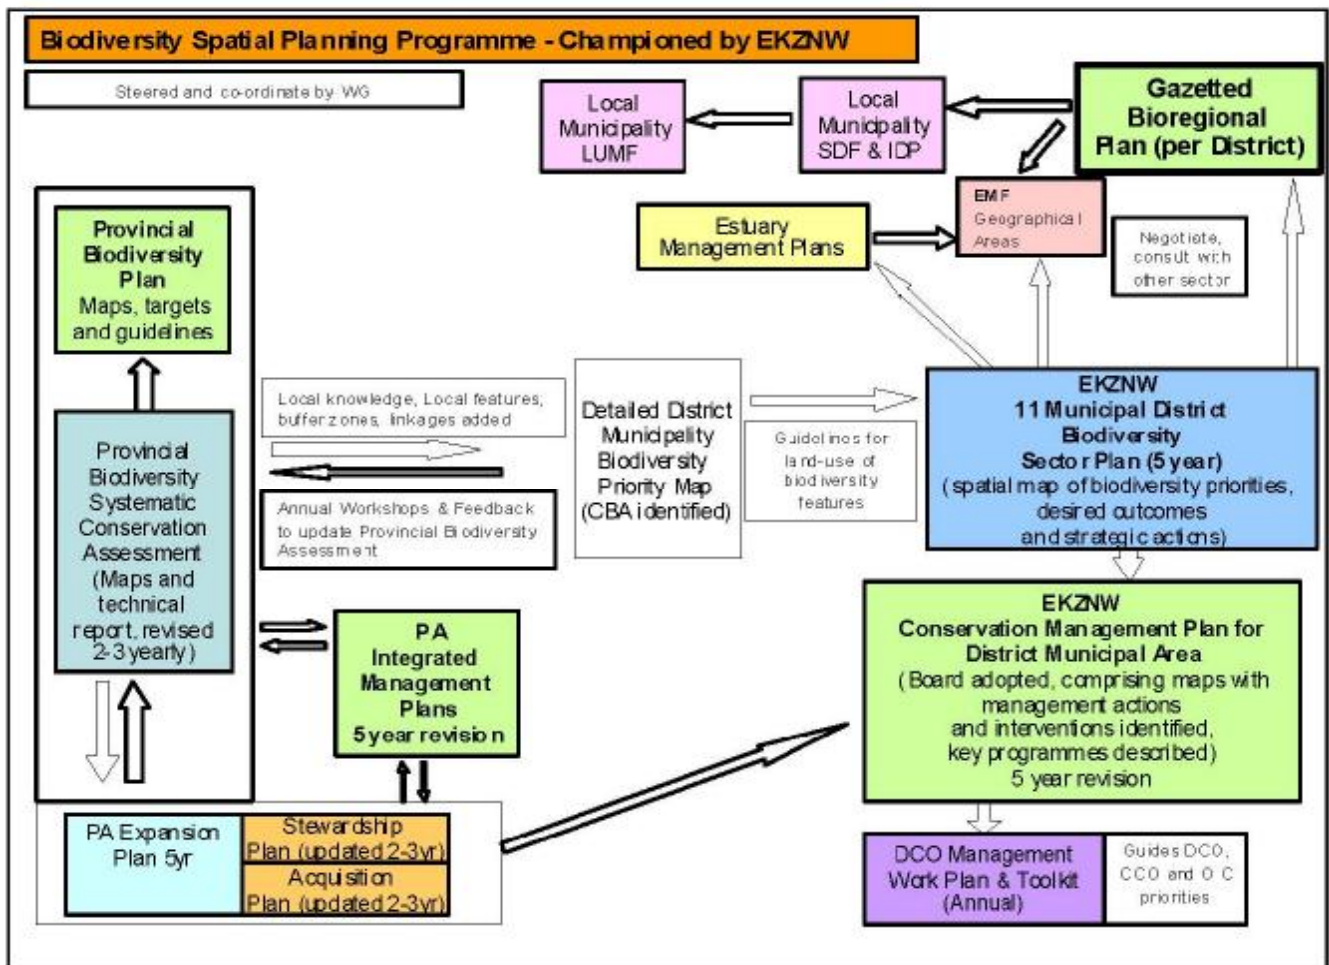 Biodiversity Spatial Planning Programme - Championed by EKZNW
Steered and co-ordinate by WG
Local
Municipality
LUMF
Local
Municipality
SDF & IDP
Gazetted
Bioregional
Plan (per District)
Estuary
Management Plans
EMF
Geographical
Areas
Negotiate,
consult with
other sector
Provincial
Biodiversity
Plan
Maps, targets
and guidelines
Provincial
Biodiversity
Systematic
Conservation
Assessment
(Maps and
technical
report, revised
2-3 yearly)
Local knowledge, Local features,
buffer zones, linkages added
Annual Workshops & Feedback
to update Provincial Biodiversity
Assessment
Detailed District
Municipality
Biodiversity
Priority Map
(CBA identified)
Guidelines for
land-use of
biodiversity
features
EKZNW
11 Municipal District
Biodiversity
Sector Plan (5 year)
(spatial map of biodiversity priorities,
desired outcomes
and strategic actions)
PA
Integrated
Management
Plans
5 year revision
EKZNW
Conservation Management Plan for
District Municipal Area
(Board adopted, comprising maps with
management actions
and interventions identified,
key programmes described)
5 year revision
PA Expansion
Plan 5yr
Stewardship
Plan (updated 2-3yr)
Acquisition
Plan (updated 2-3yr)
DCO Management
Work Plan & Toolkit
(Annual)
Guides DCO,
CCO and OIC
priorities